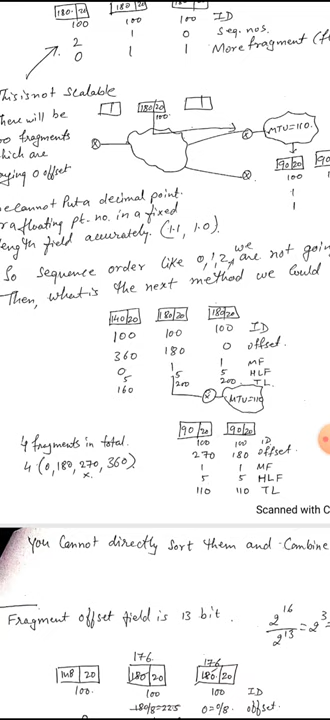 180 20 180 20 180 20
100 100 100 ID
2 1 0 Seq. nos.
0 1 1 More fragment
This is not scalable
there will be
fragments
which are
0 offset
180 20
100
MTU=110
90 20 90
100 100
1
1
cannot Put a decimal point.
a floating pt. no. in a fixed
length field accurately. (1.1, 1.0).
So sequence order like 0,1,2, we are not going
Then, what is the next method we could
140 20 180 20 180 20
100 100 100 ID
360 180 0 offset.
0 1 1 MF
5 5 5 HLF
160 200 200 TL
MTU=110
4 fragments in total.
4 (0,180, 270, 360)
x.
90 20 90 20
100 100 ID
270 180 offset.
1 1 MF
5 5 HLF
110 110 TL
Scanned with C
You Cannot directly Sort them and Combine
Fragment offset field is 13 bit. 2^16/2^13 = 2^3
176. 176.
148 20 180 20 180 20
100. 100 100 ID
180/8=22.5 0=0/8 offset.